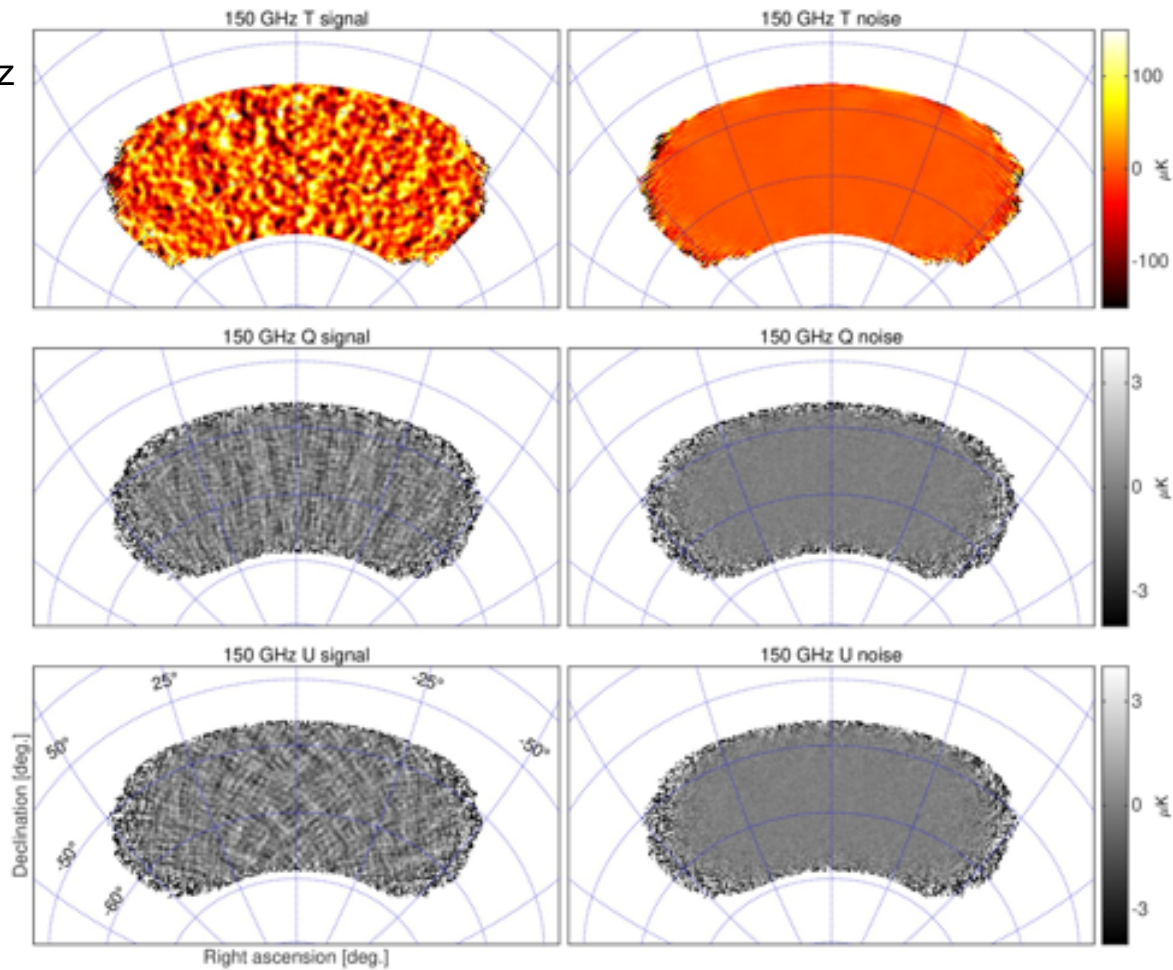 z
150 GHz T signal
150 GHz T noise
100
0
-100
μK
150 GHz Q signal
150 GHz Q noise
3
0
-3
μK
150 GHz U signal
150 GHz U noise
25°
-25°
50°
-50°
-50°
-60°
3
0
-3
μK
Declination [deg.]
Right ascension [deg.]